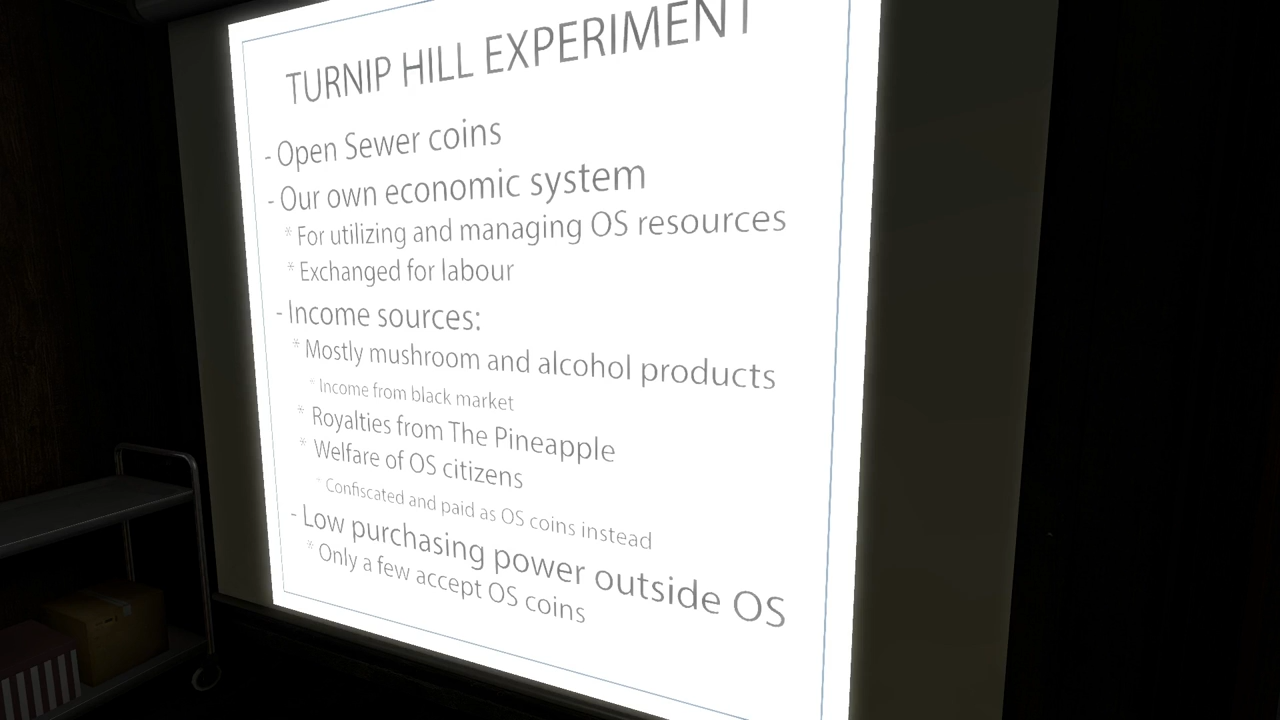 TURNIP HILL EXPERIMENT
- Open Sewer coins
- Our own economic system
* For utilizing and managing OS resources
* Exchanged for labour
- Income sources:
* Mostly mushroom and alcohol products
* Income from black market
* Royalties from The Pineapple
* Welfare of OS citizens
* Confiscated and paid as OS coins instead
- Low purchasing power outside OS
* Only a few accept OS coins